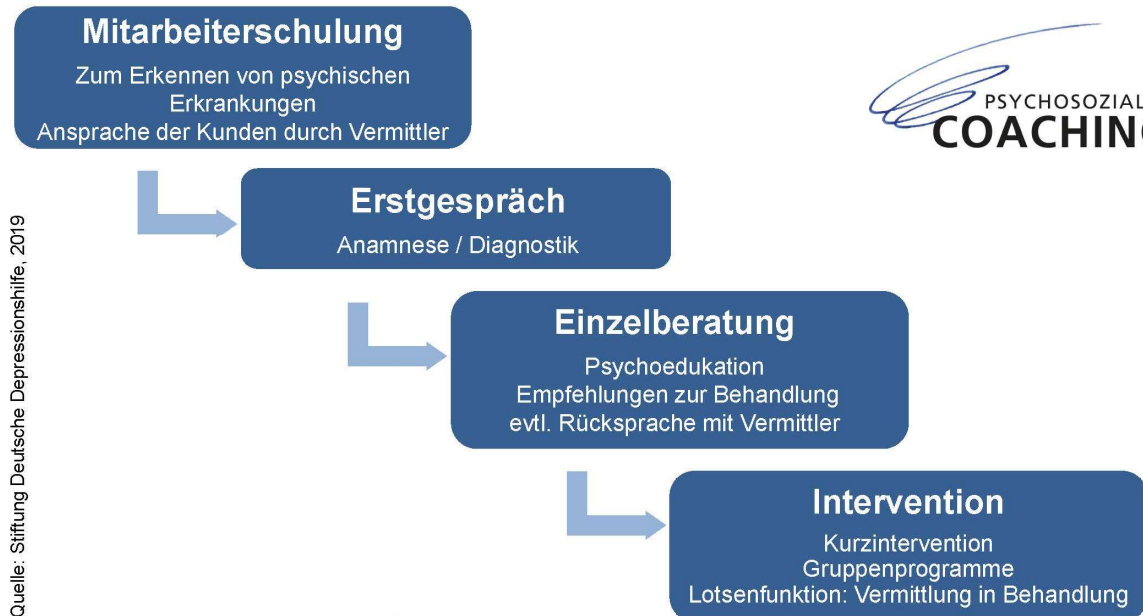 Mitarbeiterschulung
Zum Erkennen von psychischen
Erkrankungen
Ansprache der Kunden durch Vermittler
PSYCHOSOZIAL
COACHING
Erstgespräch
Anamnese / Diagnostik
Einzelberatung
Psychoedukation
Empfehlungen zur Behandlung
evtl. Rücksprache mit Vermittler
Intervention
Kurzintervention
Gruppenprogramme
Lotsenfunktion: Vermittlung in Behandlung
Quelle: Stiftung Deutsche Depressionshilfe, 2019